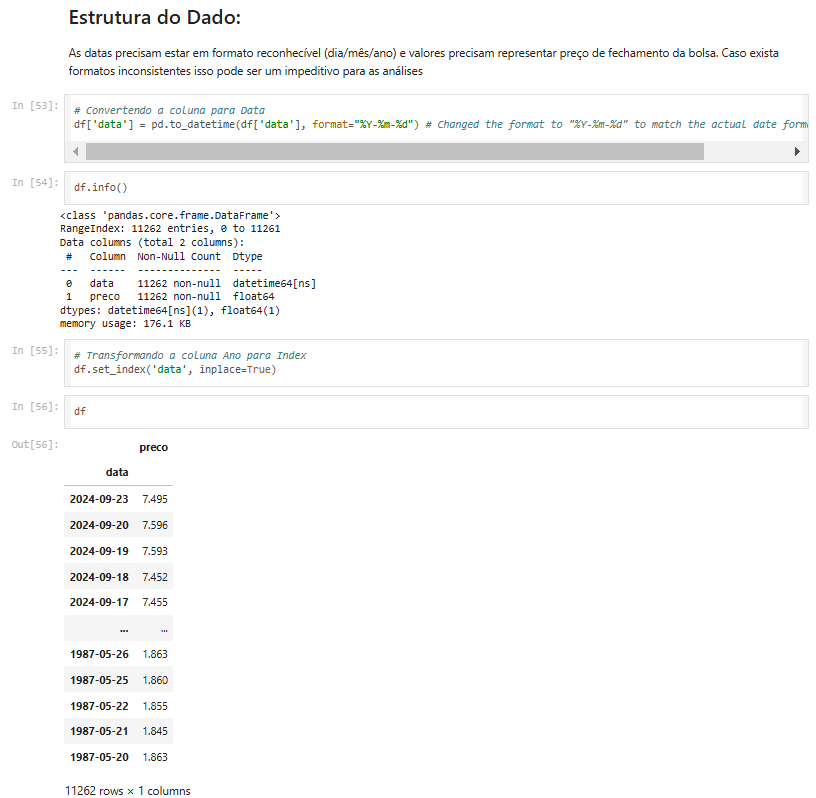 Estrutura do Dado:
As datas precisam estar em formato reconhecível (dia/mês/ano) e valores precisam representar preço de fechamento da bolsa. Caso exista
formatos inconsistentes isso pode ser um impeditivo para as análises
In [53]:
# Convertendo a coluna para Data
df['data'] = pd.to_datetime(df['data'], format="%Y-%m-%d") # Changed the format to "%Y-%m-%d" to match the actual date form
In [54]:
df.info()
<class 'pandas.core.frame.DataFrame'>
RangeIndex: 11262 entries, 0 to 11261
Data columns (total 2 columns):
 #   Column  Non-Null Count  Dtype
---  ------  --------------  -----
 0   data    11262 non-null  datetime64[ns]
 1   preco   11262 non-null  float64
dtypes: datetime64[ns](1), float64(1)
memory usage: 176.1 KB
In [55]:
# Transformando a coluna Ano para Index
df.set_index('data', inplace=True)
In [56]:
df
Out[56]:
preco
data
2024-09-23 7.495
2024-09-20 7.596
2024-09-19 7.593
2024-09-18 7.452
2024-09-17 7.455
... ...
1987-05-26 1.863
1987-05-25 1.860
1987-05-22 1.855
1987-05-21 1.845
1987-05-20 1.863
11262 rows × 1 columns